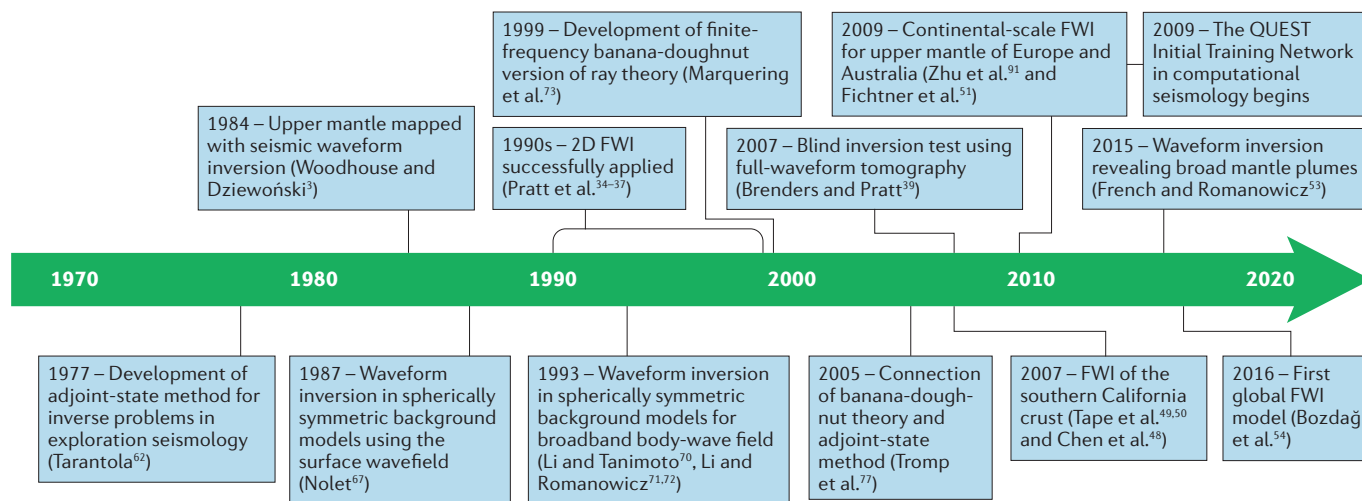 1999 – Development of finite-
frequency banana-doughnut
version of ray theory (Marquering
et al.⁷³)
2009 – Continental-scale FWI
for upper mantle of Europe and
Australia (Zhu et al.⁹¹ and
Fichtner et al.⁵¹)
2009 – The QUEST
Initial Training Network
in computational
seismology begins
1984 – Upper mantle mapped
with seismic waveform
inversion (Woodhouse and
Dziewoński³)
1990s – 2D FWI
successfully applied
(Pratt et al.³⁴⁻³⁷)
2007 – Blind inversion test using
full-waveform tomography
(Brenders and Pratt³⁹)
2015 – Waveform inversion
revealing broad mantle plumes
(French and Romanowicz⁵³)
1970 1980 1990 2000 2010 2020
1977 – Development of
adjoint-state method for
inverse problems in
exploration seismology
(Tarantola⁶²)
1987 – Waveform
inversion in spherically
symmetric background
models using the
surface wavefield
(Nolet⁶⁷)
1993 – Waveform inversion
in spherically symmetric
background models for
broadband body-wave field
(Li and Tanimoto⁷⁰, Li and
Romanowicz⁷¹,⁷²)
2005 – Connection
of banana-dough-
nut theory and
adjoint-state
method (Tromp
et al.⁷⁷)
2007 – FWI of the
southern California
crust (Tape et al.⁴⁹,⁵⁰
and Chen et al.⁴⁸)
2016 – First
global FWI
model (Bozdağ
et al.⁵⁴)